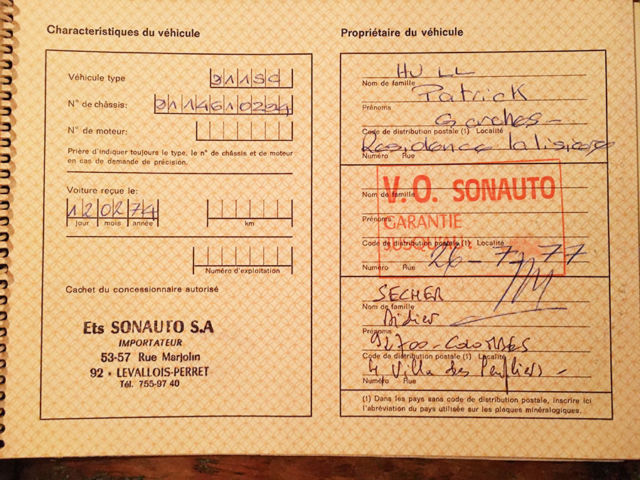 Characteristiques du véhicule
Véhicule type 911SC
N° de châssis: 9114610224
N° de moteur:
Prière d'indiquer toujours le type, le n° de châssis et de moteur
en cas de demande de précision.
Voiture reçue le:
120274
jour mois année
km
Numéro d'exploitation
Cachet du concessionnaire autorisé
Ets SONAUTO S.A
IMPORTATEUR
53-57 Rue Marjolin
92 - LEVALLOIS-PERRET
Tél. 755-97 40
Propriétaire du véhicule
HULL
Nom de famille
Patrick
Prénoms
Garches
Code de distribution postale (1) Localité
Residence
Numéro Rue
V. O. SONAUTO
Nom de famille
GARANTIE
Prénoms
JUSQU'AU
Code de distribution postale (1) Localité
26-7-77
Numéro Rue
SECHER
Nom de famille
Didier
Prénoms
92700-COLOMBES
Code de distribution postale (1) Localité
4 Villa des Peupliers
Numéro Rue
(1) Dans les pays sans code de distribution postale, inscrire ici
l'abréviation du pays utilisée sur les plaques minéralogiques.